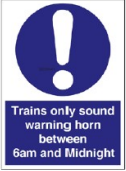 Trains only sound
warning horn
between
6am and Midnight